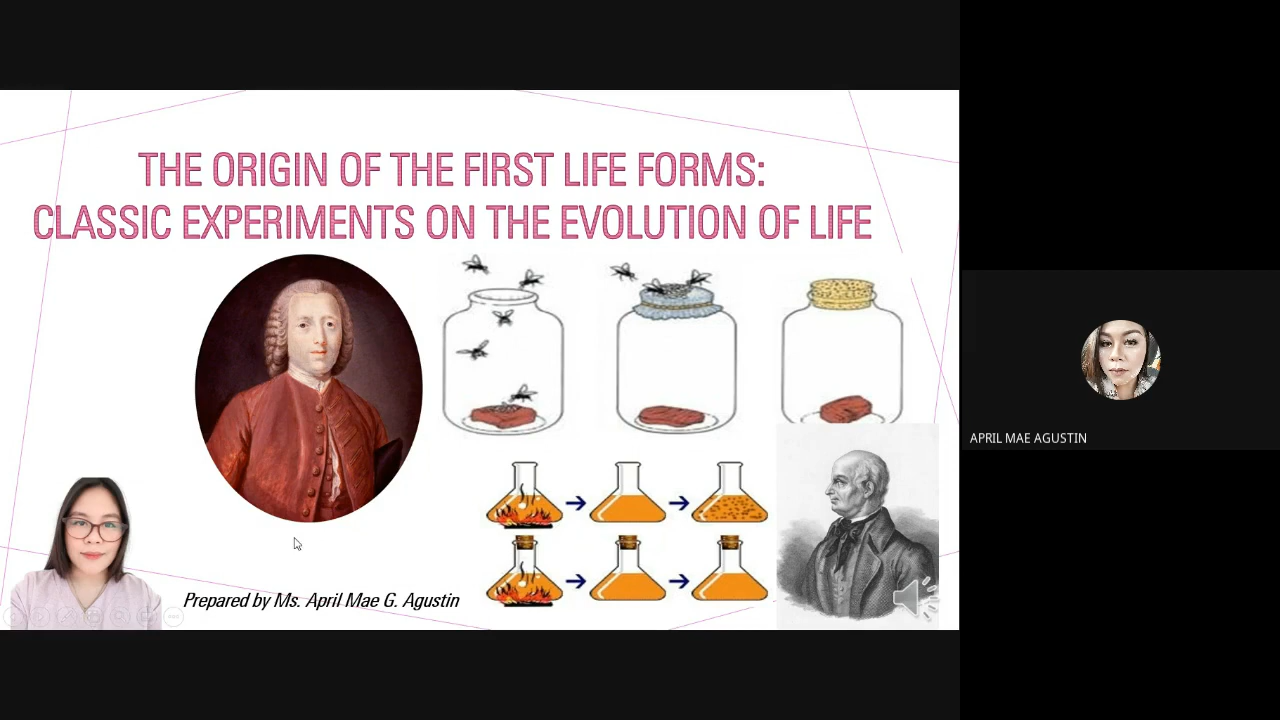 THE ORIGIN OF THE FIRST LIFE FORMS:
CLASSIC EXPERIMENTS ON THE EVOLUTION OF LIFE
Prepared by Ms. April Mae G. Agustin
APRIL MAE AGUSTIN